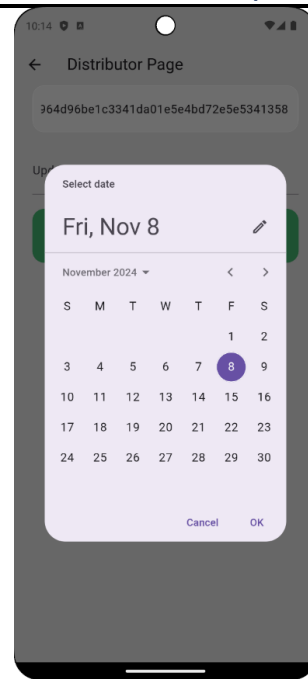 10:14
Distributor Page
964d96be1c3341da01e5e4bd72e5e5341358
Select date
Fri, Nov 8
November 2024
S M T W T F S
1 2
3 4 5 6 7 8 9
10 11 12 13 14 15 16
17 18 19 20 21 22 23
24 25 26 27 28 29 30
Cancel OK